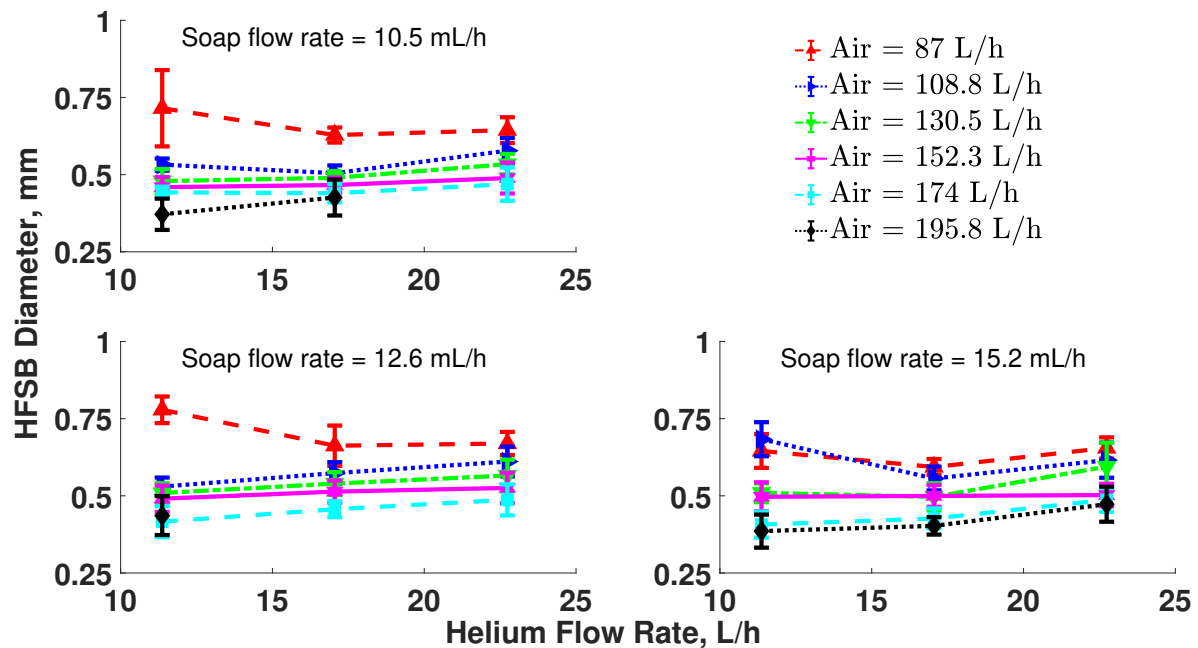 Soap flow rate = 10.5 mL/h
1
0.75
0.5
0.25
10 15 20 25
Air = 87 L/h
Air = 108.8 L/h
Air = 130.5 L/h
Air = 152.3 L/h
Air = 174 L/h
Air = 195.8 L/h
HFSB Diameter, mm
Soap flow rate = 12.6 mL/h
1
0.75
0.5
0.25
10 15 20 25
Soap flow rate = 15.2 mL/h
1
0.75
0.5
0.25
10 15 20 25
Helium Flow Rate, L/h